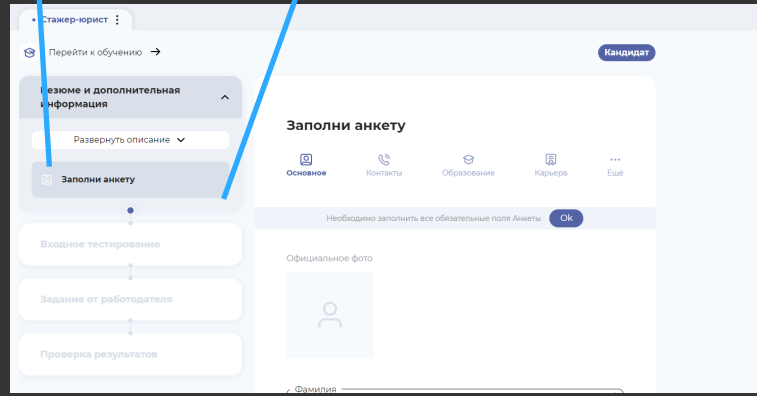 • Стажер-юрист
Перейти к обучению →
Кандидат
Резюме и дополнительная
информация
Развернуть описание
Заполни анкету
Входное тестирование
Задание от работодателя
Проверка результатов
Заполни анкету
Основное
Контакты
Образование
Карьера
Ещё
Необходимо заполнить все обязательные поля Анкеты
Ok
Официальное фото
Фамилия